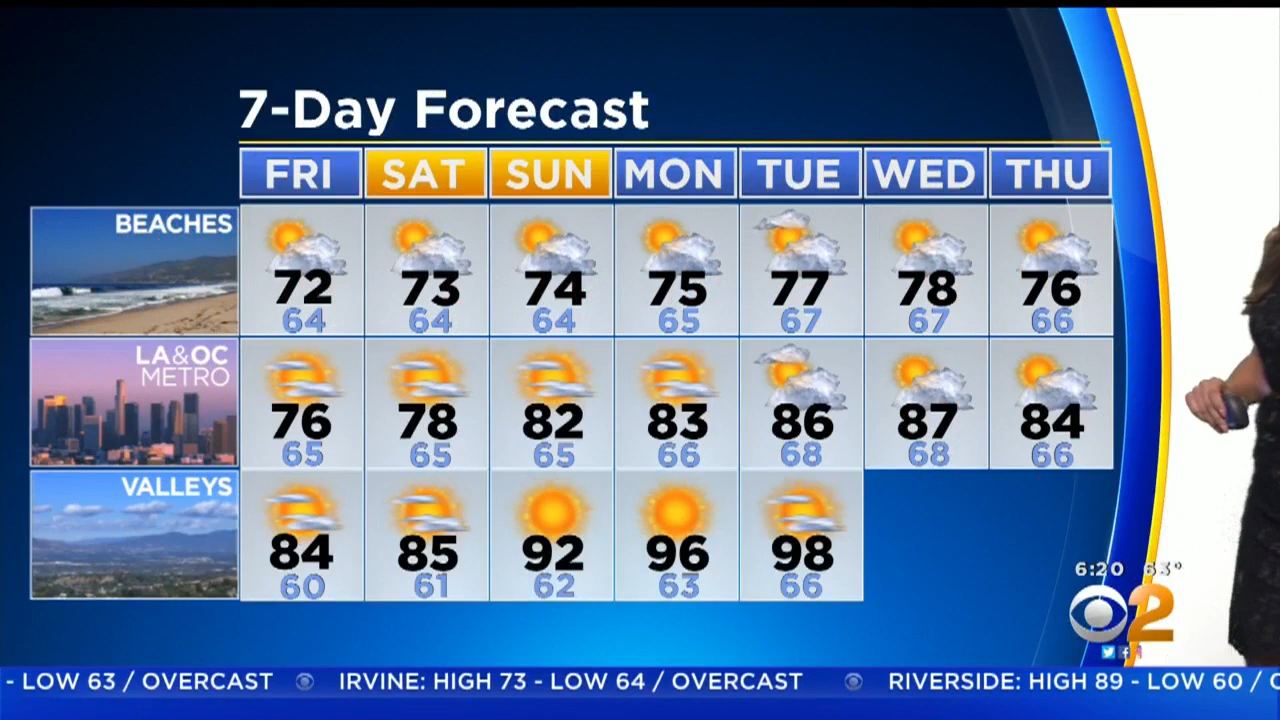 7-Day Forecast
FRI SAT SUN MON TUE WED THU
BEACHES
72 73 74 75 77 78 76
64 64 64 65 67 67 66
LA&OC
METRO
76 78 82 83 86 87 84
65 65 65 66 68 68 66
VALLEYS
84 85 92 96 98
60 61 62 63 66
6:20 63°
2
- LOW 63 / OVERCAST IRVINE: HIGH 73 - LOW 64 / OVERCAST RIVERSIDE: HIGH 89 - LOW 60 /